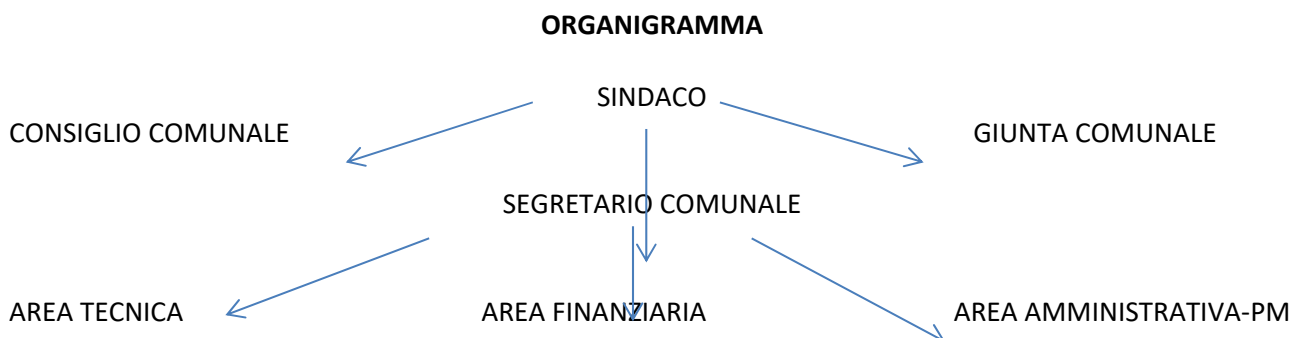 ORGANIGRAMMA
SINDACO
CONSIGLIO COMUNALE
GIUNTA COMUNALE
SEGRETARIO COMUNALE
AREA TECNICA
AREA FINANZIARIA
AREA AMMINISTRATIVA-PM